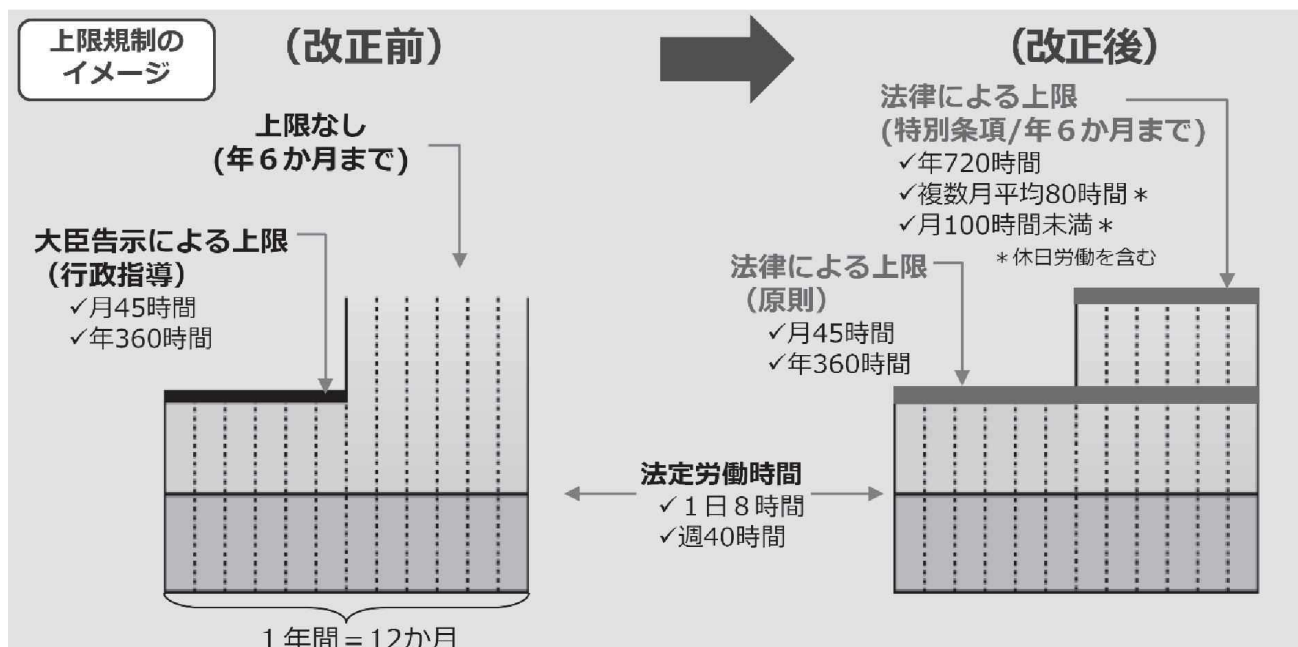 上限規制の
イメージ
（改正前）
（改正後）
上限なし
(年６か月まで)
大臣告示による上限
（行政指導）
✓月45時間
✓年360時間
法律による上限
(特別条項/年６か月まで)
✓年720時間
✓複数月平均80時間＊
✓月100時間未満＊
＊休日労働を含む
法律による上限
（原則）
✓月45時間
✓年360時間
法定労働時間
✓１日８時間
✓週40時間
１年間＝12か月